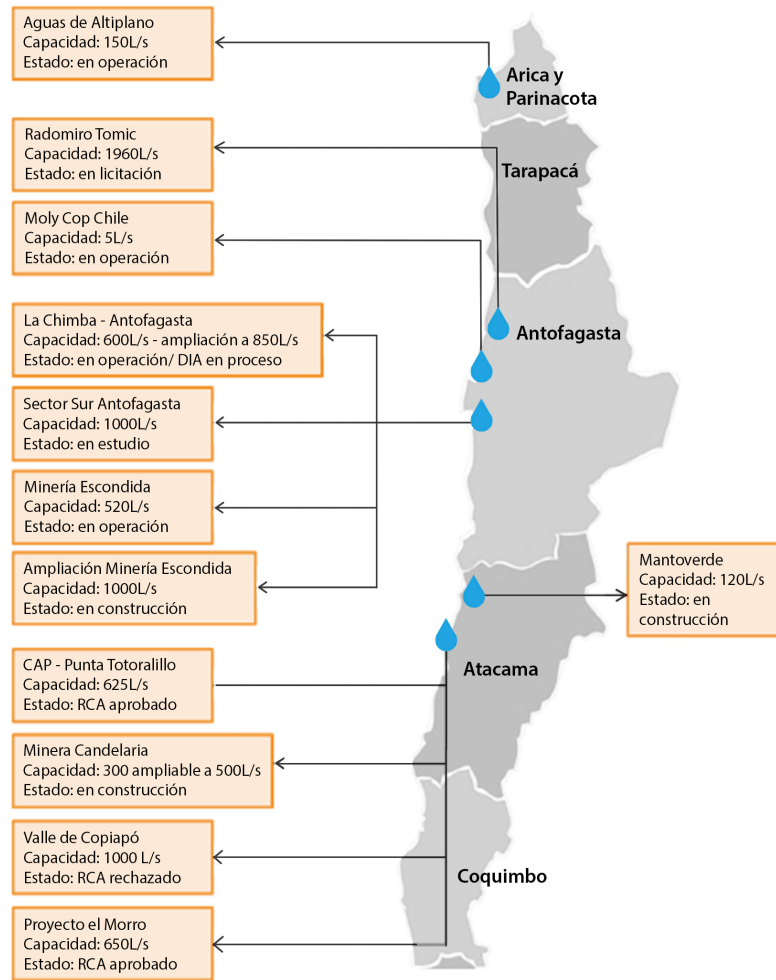 Aguas de Altiplano
Capacidad: 150L/s
Estado: en operación
Arica y
Parinacota
Radomiro Tomic
Capacidad: 1960L/s
Estado: en licitación
Tarapacá
Moly Cop Chile
Capacidad: 5L/s
Estado: en operación
La Chimba - Antofagasta
Capacidad: 600L/s - ampliación a 850L/s
Estado: en operación/ DIA en proceso
Antofagasta
Sector Sur Antofagasta
Capacidad: 1000L/s
Estado: en estudio
Minería Escondida
Capacidad: 520L/s
Estado: en operación
Ampliación Minería Escondida
Capacidad: 1000L/s
Estado: en construcción
Mantoverde
Capacidad: 120L/s
Estado: en
construcción
CAP - Punta Totoralillo
Capacidad: 625L/s
Estado: RCA aprobado
Atacama
Minera Candelaria
Capacidad: 300 ampliable a 500L/s
Estado: en construcción
Valle de Copiapó
Capacidad: 1000 L/s
Estado: RCA rechazado
Coquimbo
Proyecto el Morro
Capacidad: 650L/s
Estado: RCA aprobado